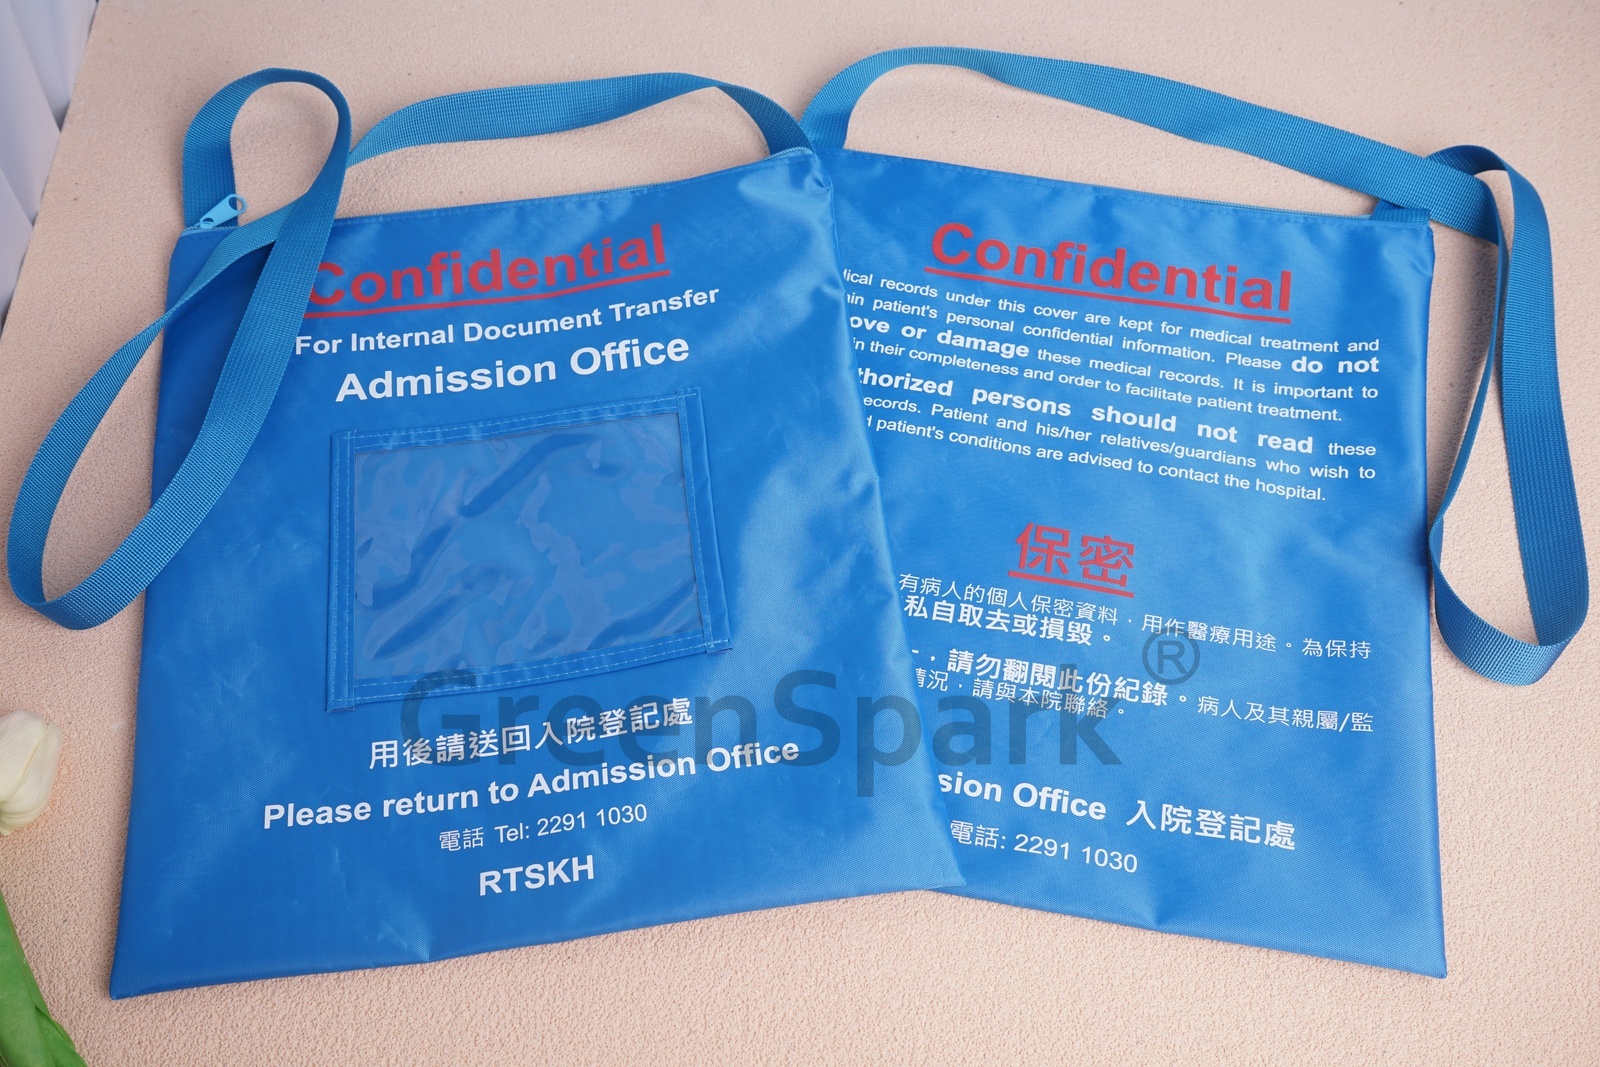 Confidential
For Internal Document Transfer
Admission Office
用後請送回入院登記處
Please return to Admission Office
電話 Tel: 2291 1030
RTSKH
Confidential
records under this cover are kept for medical treatment and
patient's personal confidential information. Please do not
or damage these medical records. It is important to
their completeness and order to facilitate patient treatment.
persons should not read these
Patient and his/her relatives/guardians who wish to
patient's conditions are advised to contact the hospital.
保密
有病人的個人保密資料，用作醫療用途。為保持
私自取去或損毀。
，請勿翻閱此份紀錄。病人及其親屬/監
情況，請與本院聯絡。
Office 入院登記處
電話: 2291 1030
GreenSpark®